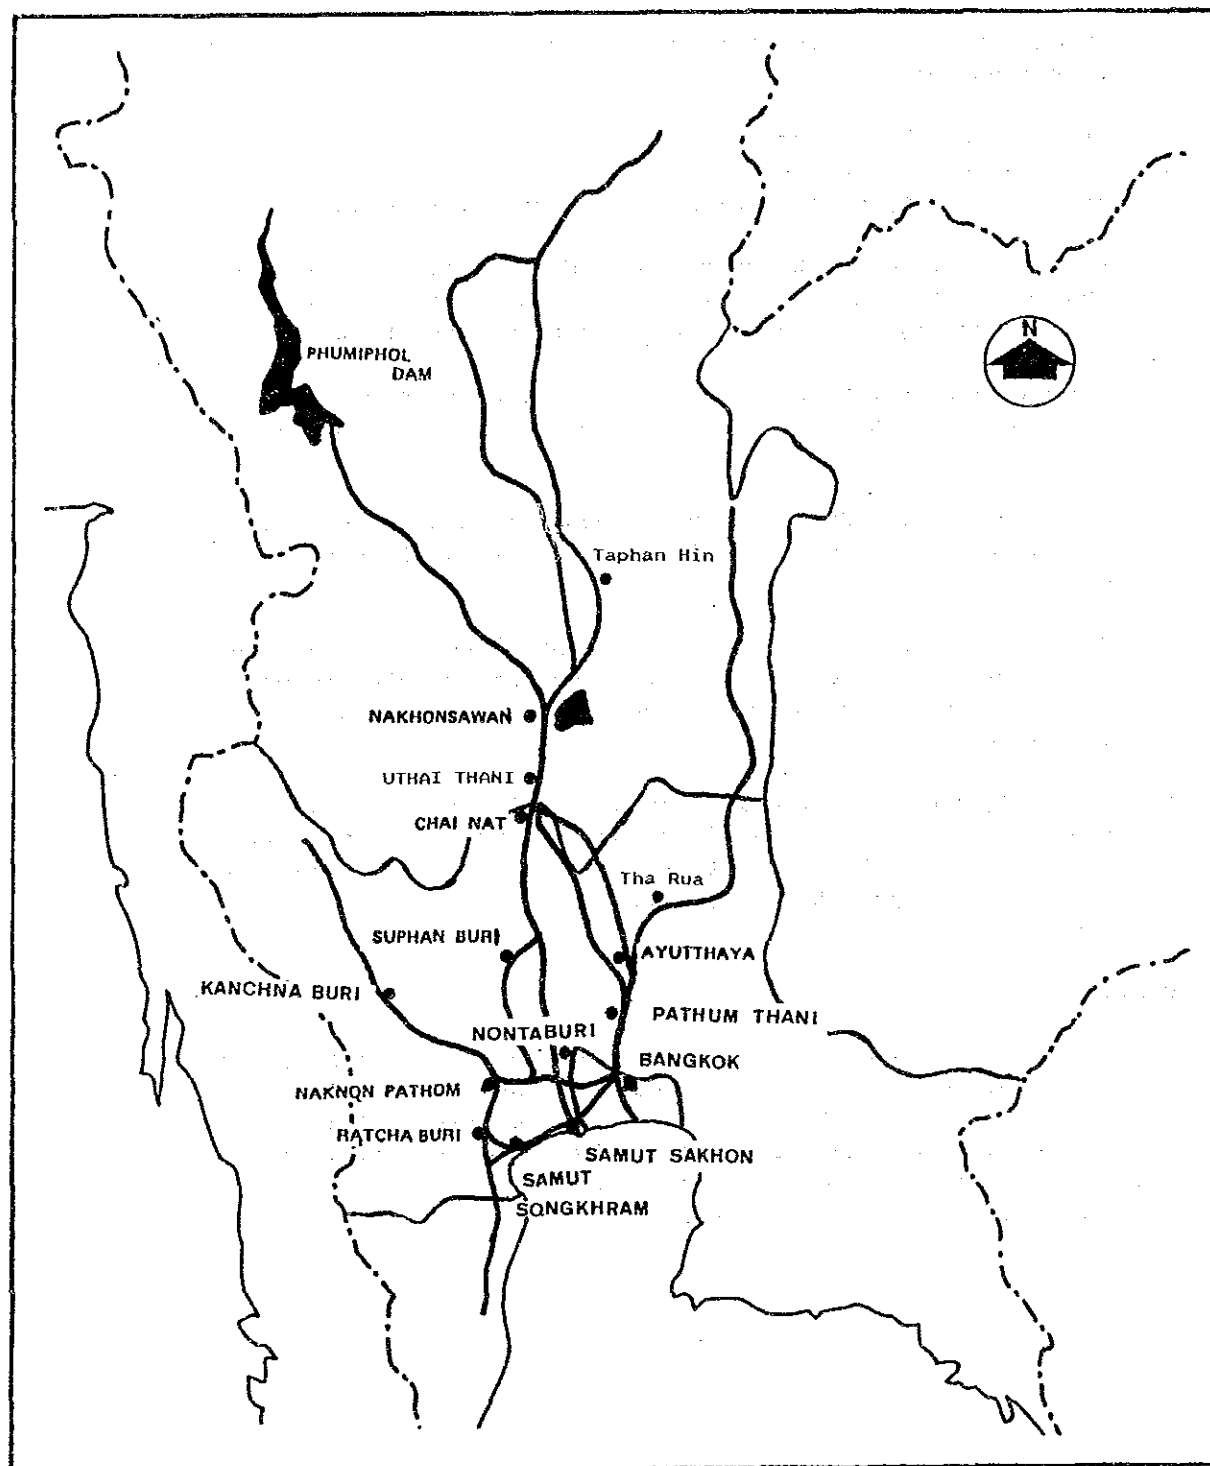 N
PHUMIPHOL
DAM
Taphan Hin
NAKHONSAWAN
UTHAI THANI
CHAI NAT
Tha Rua
SUPHAN BURI
AYUTTHAYA
KANCHNA BURI
PATHUM THANI
NONTABURI
BANGKOK
NAKNON PATHOM
RATCHA BURI
SAMUT SAKHON
SAMUT
SONGKHRAM